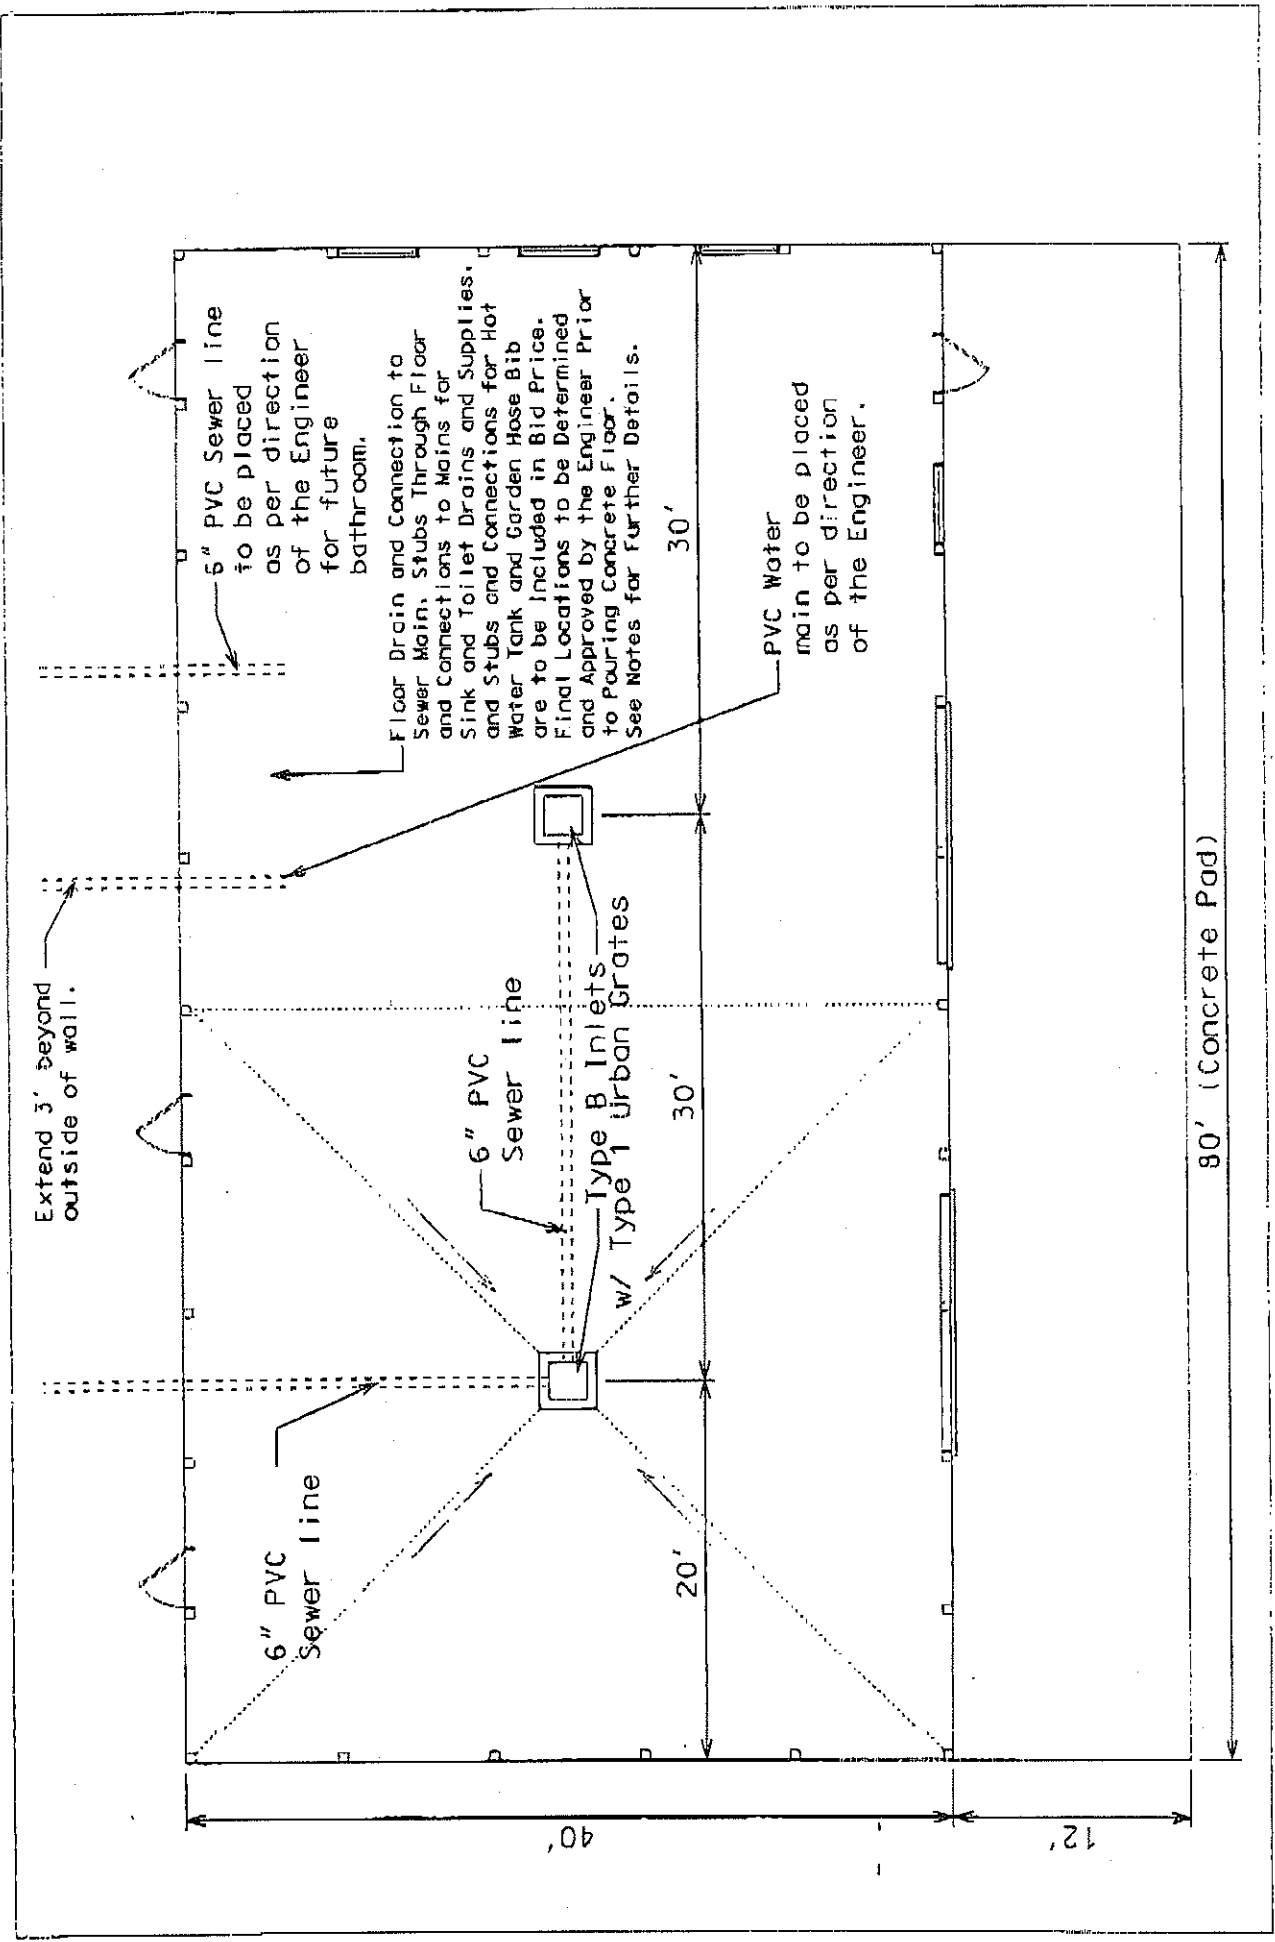 Extend 3' beyond
outside of wall.
6" PVC Sewer line
to be placed
as per direction
of the Engineer
for future
bathroom.
Floor Drain and Connection to
Sewer Main. Stubs Through Floor
and Connections to Mains for
Sink and Toilet Drains and Supplies.
and Stubs and Connections for Hot
Water Tank and Garden Hose Bib
are to be Included in Bid Price.
Final Locations to be Determined
and Approved by the Engineer Prior
to Pouring Concrete Floor.
See Notes for Further Details.
6" PVC
Sewer line
6" PVC
Sewer line
Type B Inlets
w/ Type 1 Urban Grates
PVC Water
main to be placed
as per direction
of the Engineer.
20'
30'
30'
40'
12'
80' (Concrete Pad)